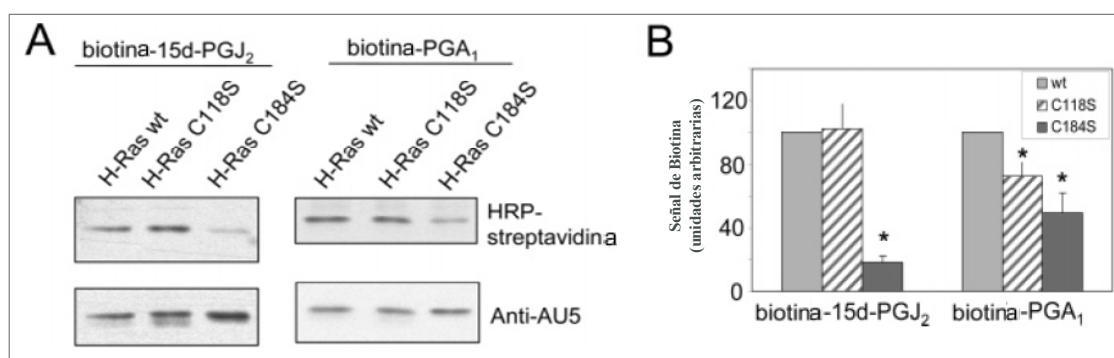 A
biotina-15d-PGJ₂
biotina-PGA₁
H-Ras wt
H-Ras C118S
H-Ras C184S
H-Ras wt
H-Ras C118S
H-Ras C184S
HRP-
streptavidina
Anti-AU5
B
Señal de Biotina
(unidades arbitrarias)
120
80
40
0
wt
C118S
C184S
*
*
*
biotina-15d-PGJ₂
biotina-PGA₁